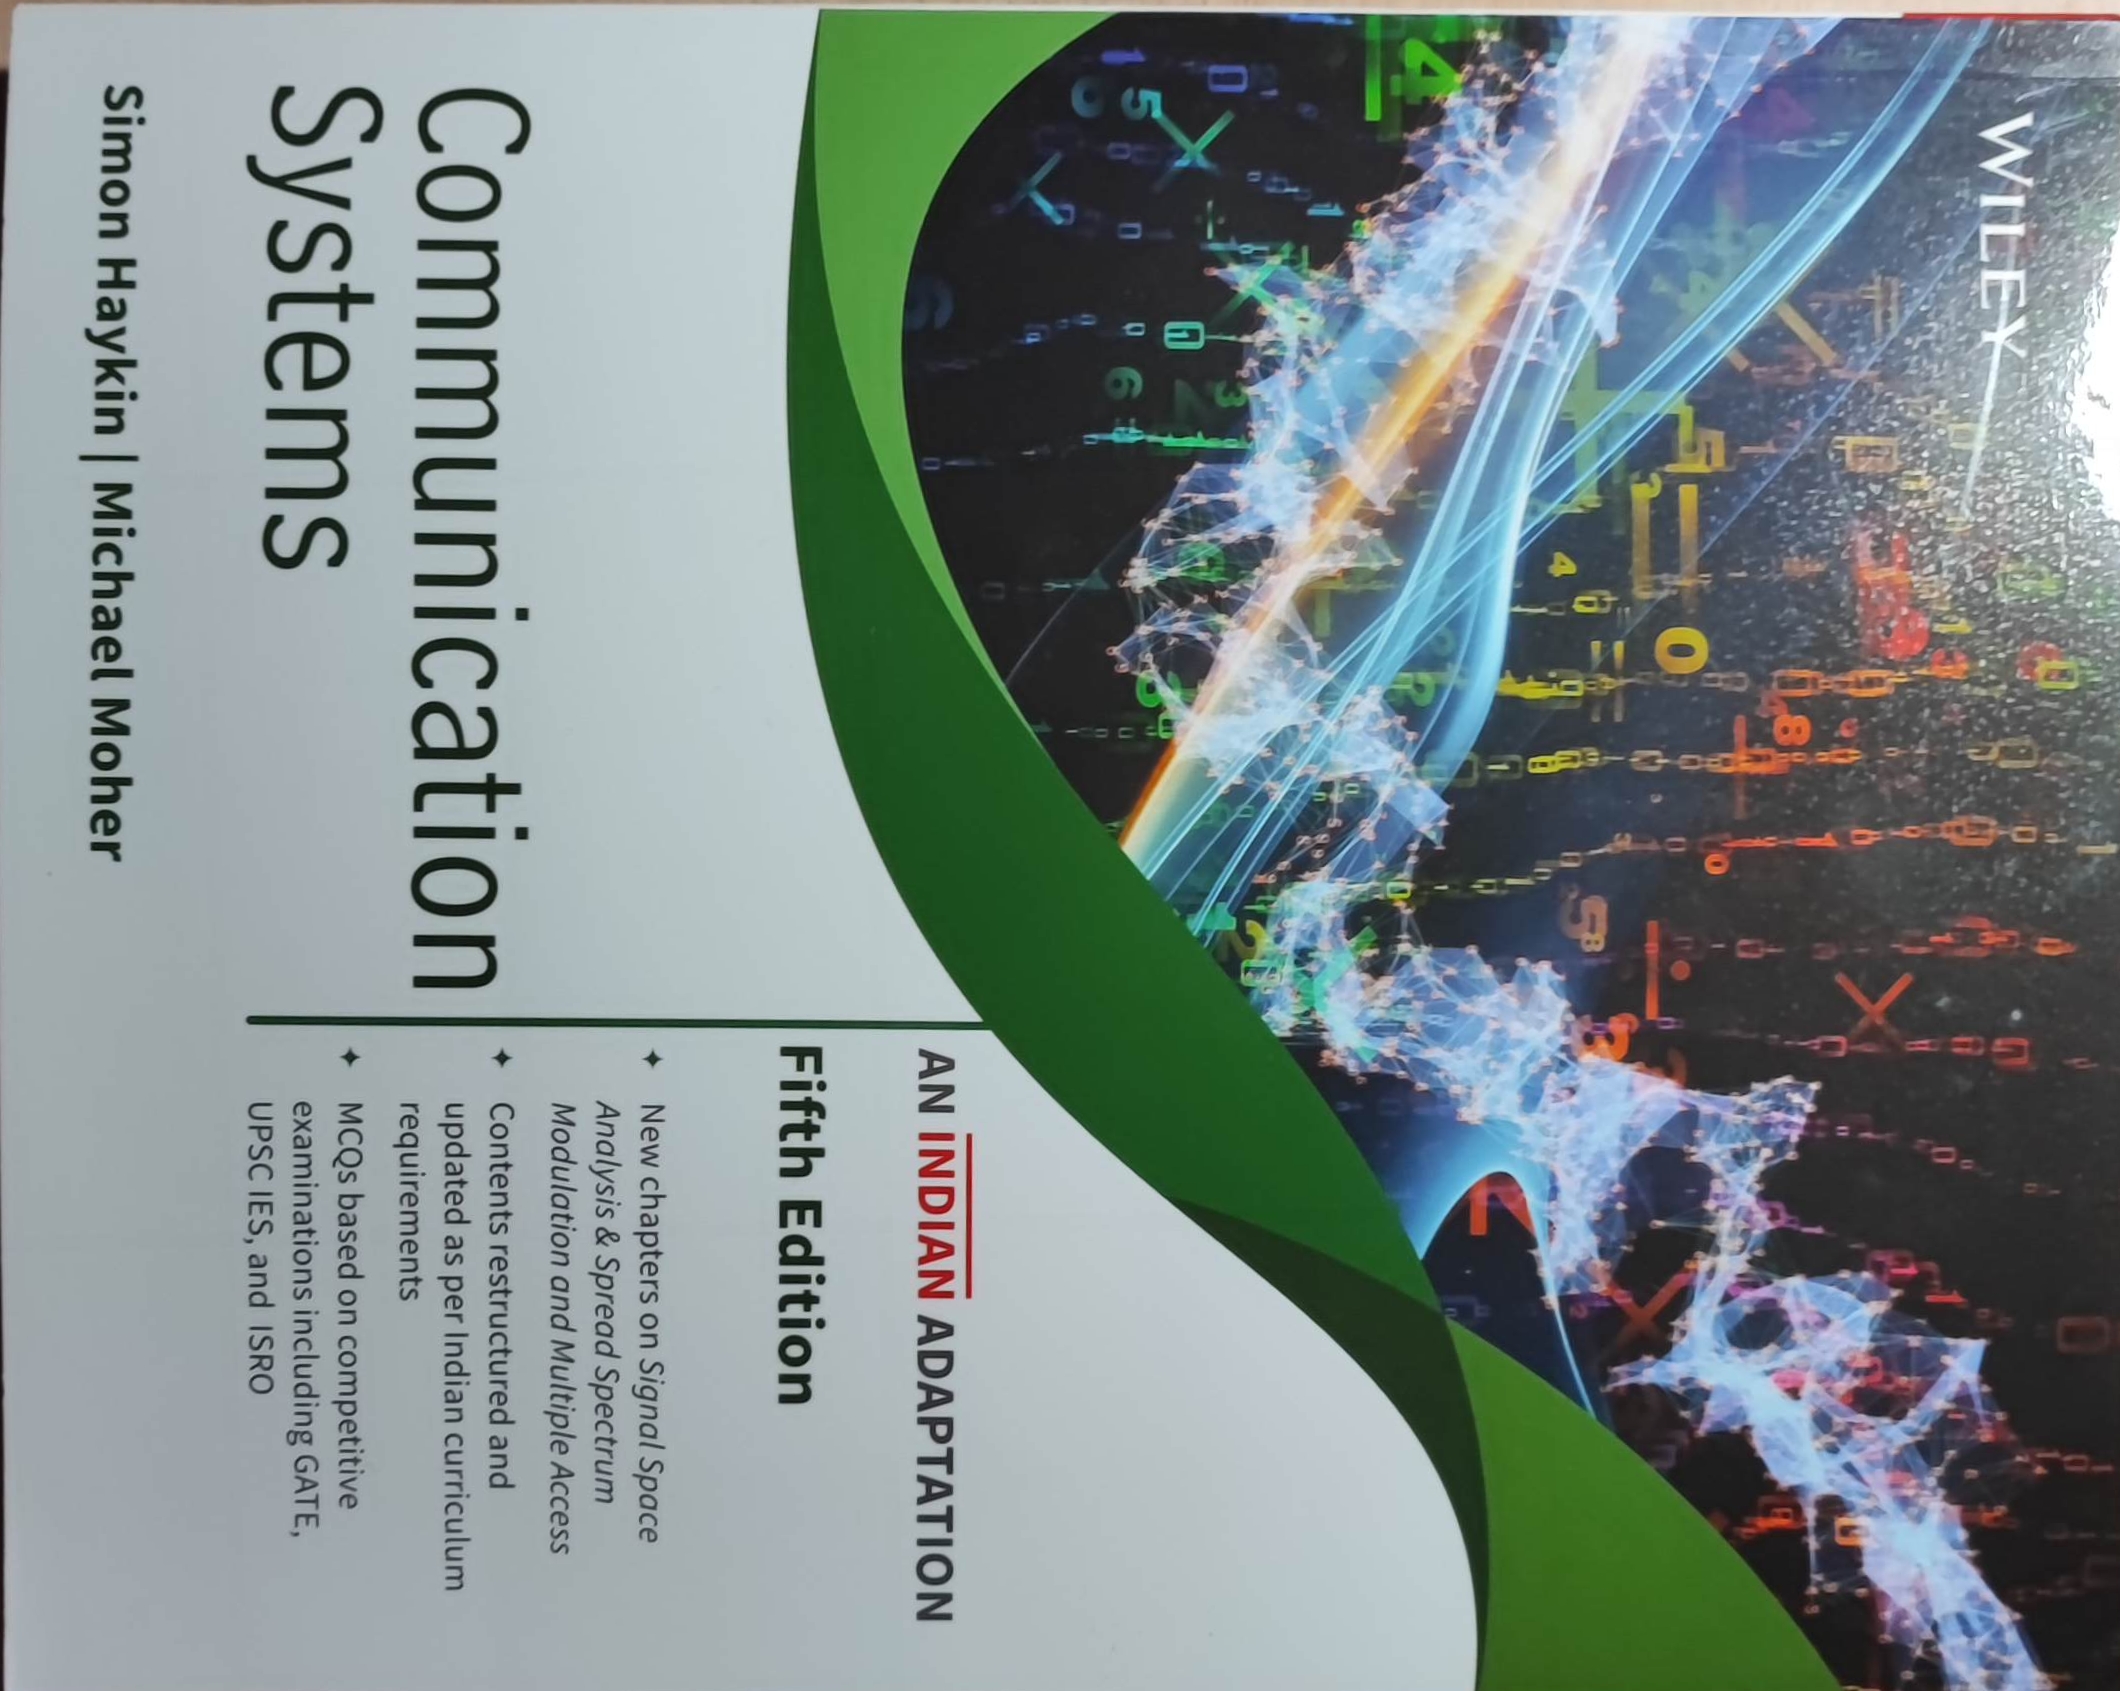 WILEY
AN INDIAN ADAPTATION
Fifth Edition
✦ New chapters on Signal Space
Analysis & Spread Spectrum
Modulation and Multiple Access
✦ Contents restructured and
updated as per Indian curriculum
requirements
✦ MCQs based on competitive
examinations including GATE,
UPSC IES, and ISRO
Communication
Systems
Simon Haykin | Michael Moher